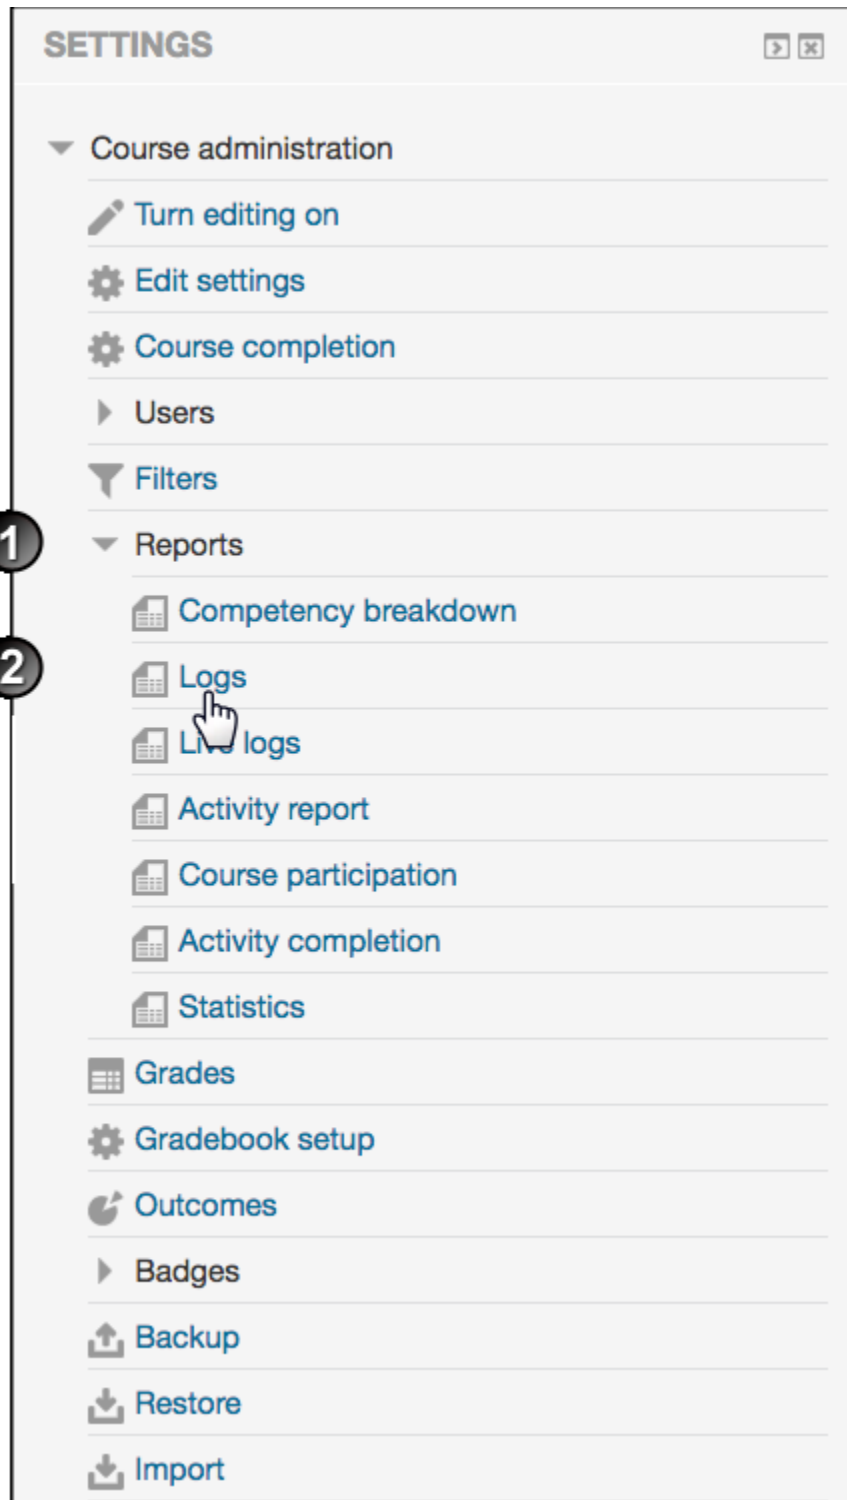 SETTINGS
Course administration
Turn editing on
Edit settings
Course completion
Users
Filters
1
Reports
Competency breakdown
2
Logs
Live logs
Activity report
Course participation
Activity completion
Statistics
Grades
Gradebook setup
Outcomes
Badges
Backup
Restore
Import